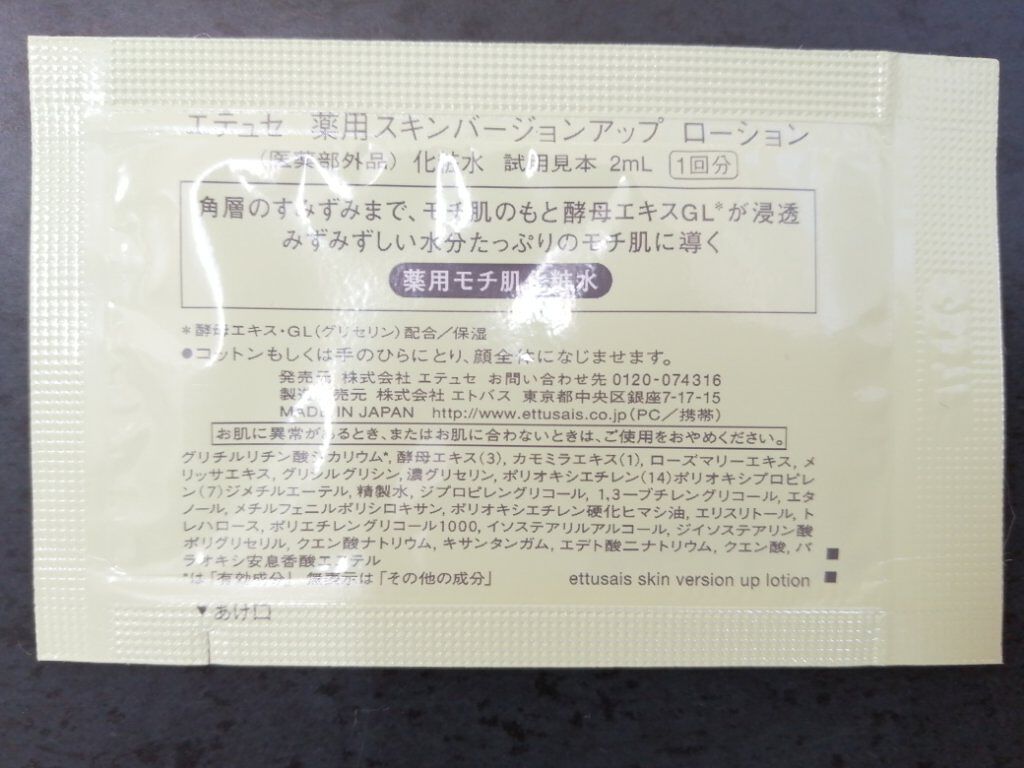 エテュセ 薬用スキンバージョンアップ ローション
(医薬部外品) 化粧水 試用見本 2mL 1回分
角層のすみずみまで、モチ肌のもと酵母エキスGL*が浸透
みずみずしい水分たっぷりのモチ肌に導く
薬用モチ肌化粧水
*酵母エキス・GL(グリセリン)配合/保湿
●コットンもしくは手のひらにとり、顔全体になじませます。
発売元 株式会社 エテュセ お問い合わせ先 0120-074316
製造販売元 株式会社 エトバス 東京都中央区銀座7-17-15
MADE IN JAPAN http://www.ettusais.co.jp(PC/携帯)
お肌に異常があるとき、またはお肌に合わないときは、ご使用をおやめください。
グリチルリチン酸ジカリウム*, 酵母エキス(3), カモミラエキス(1), ローズマリーエキス, メ
リッサエキス, グリシルグリシン, 濃グリセリン, ポリオキシエチレン(14)ポリオキシプロピレ
ン(7)ジメチルエーテル, 精製水, ジプロピレングリコール, 1,3-ブチレングリコール, エタ
ノール, メチルフェニルポリシロキサン, ポリオキシエチレン硬化ヒマシ油, エリスリトール, ト
レハロース, ポリエチレングリコール1000, イソステアリルアルコール, ジイソステアリン酸
ポリグリセリル, クエン酸ナトリウム, キサンタンガム, エデト酸二ナトリウム, クエン酸, パ
ラオキシ安息香酸エステル
*は「有効成分」 無表示は「その他の成分」 ettusais skin version up lotion
▼あけ口